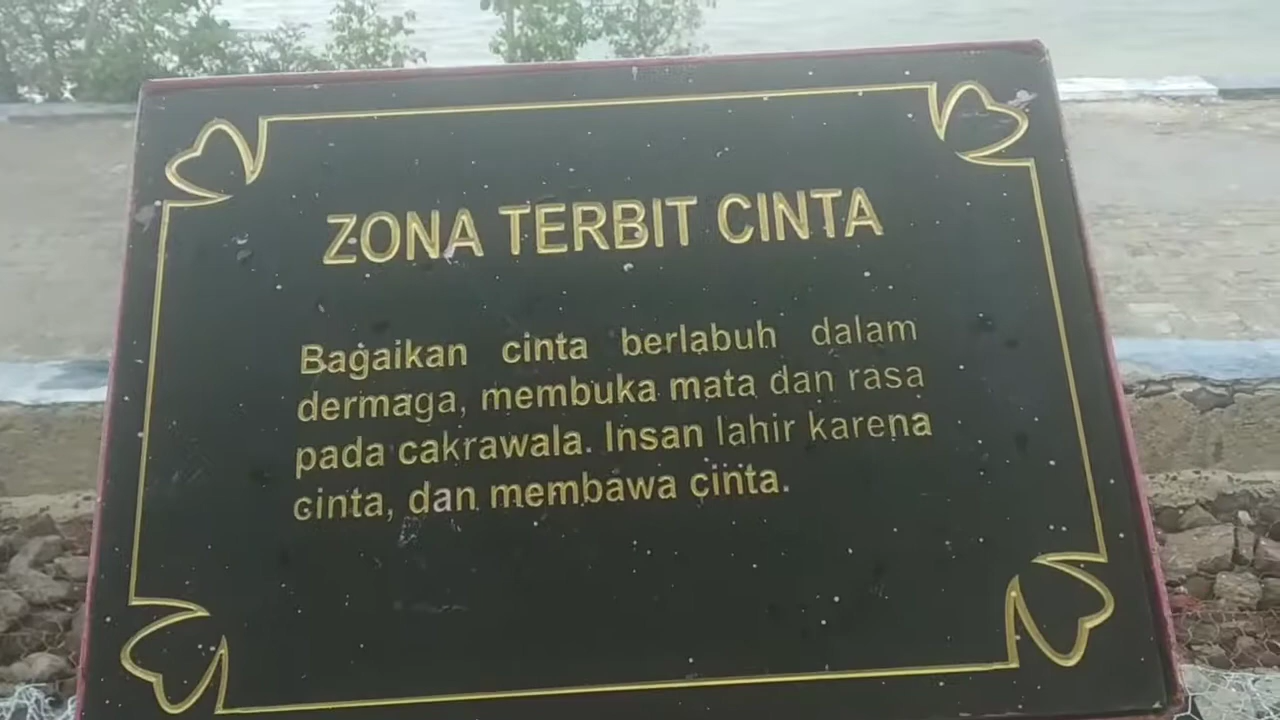 ZONA TERBIT CINTA
Bagaikan cinta berlabuh dalam
dermaga, membuka mata dan rasa
pada cakrawala. Insan lahir karena
cinta, dan membawa cinta.